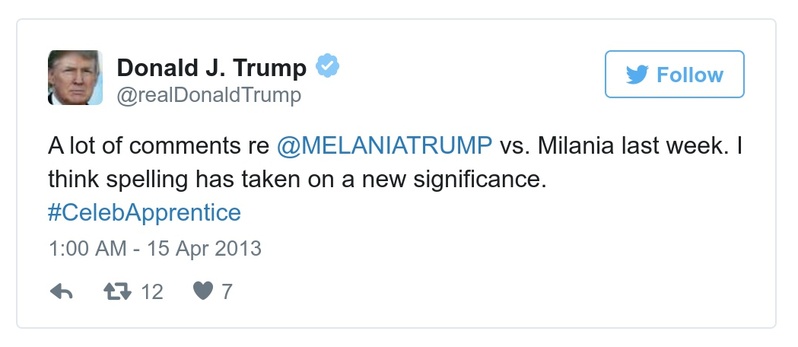 Donald J. Trump
@realDonaldTrump
Follow
A lot of comments re @MELANIATRUMP vs. Milania last week. I
think spelling has taken on a new significance.
#CelebApprentice
1:00 AM - 15 Apr 2013
12 7